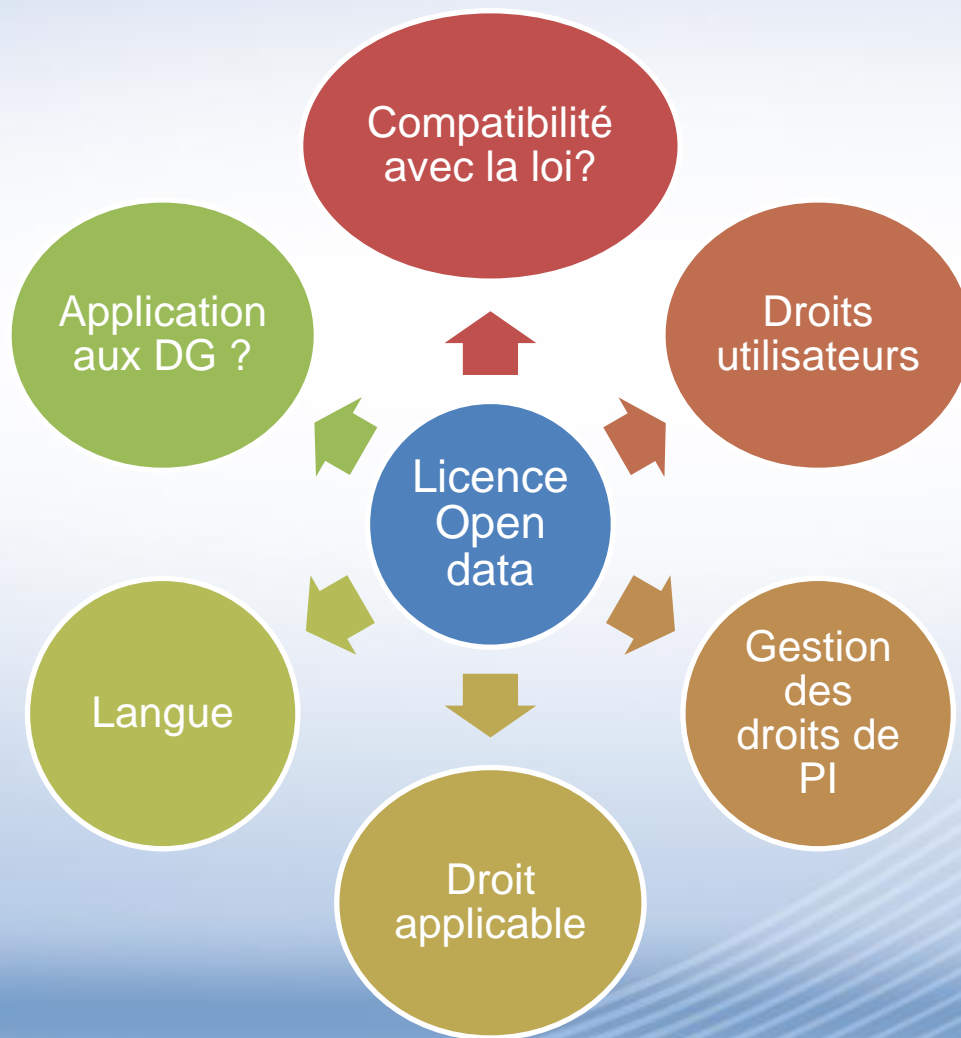 Compatibilité
avec la loi?
Droits
utilisateurs
Gestion
des
droits de
PI
Droit
applicable
Langue
Application
aux DG ?
Licence
Open
data